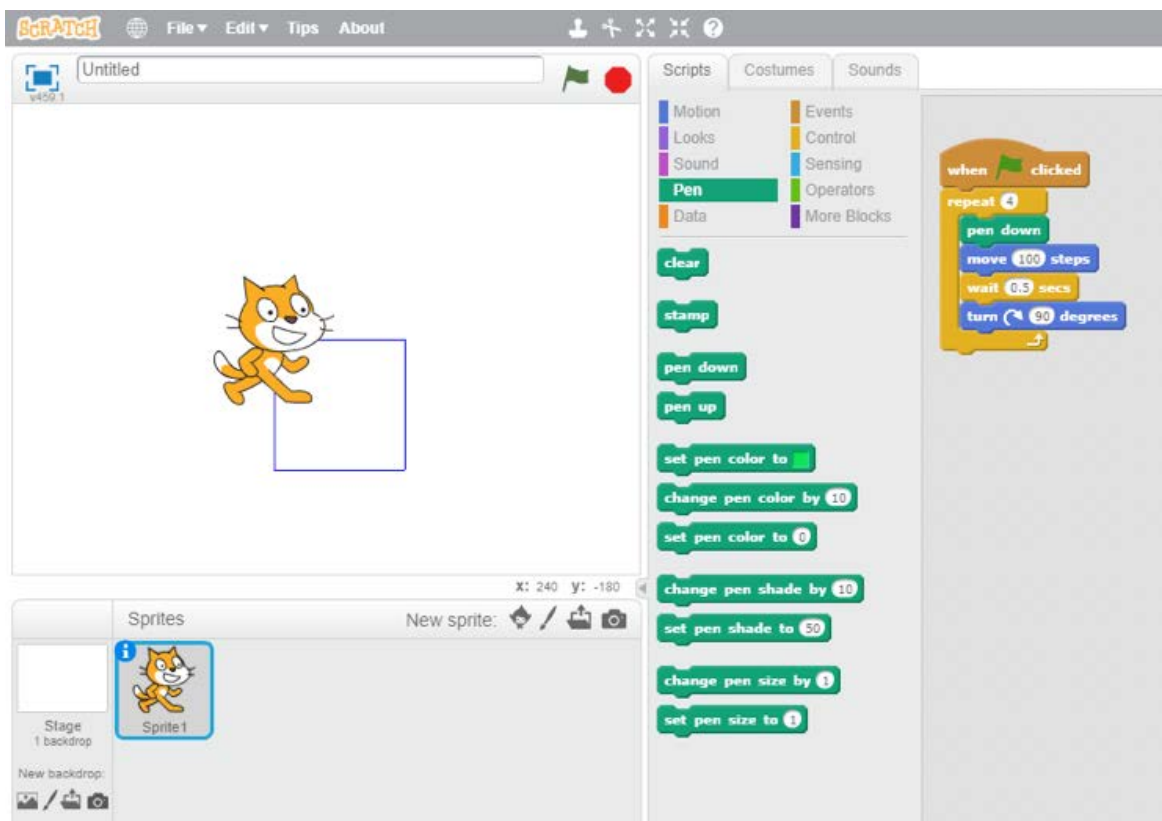 SCRATCH File Edit Tips About
Untitled
v459.1
x: 240 y: -180
Sprites
New sprite:
Sprite1
Stage
1 backdrop
New backdrop:
Scripts Costumes Sounds
Motion Events
Looks Control
Sound Sensing
Pen Operators
Data More Blocks
clear
stamp
pen down
pen up
set pen color to
change pen color by 10
set pen color to 0
change pen shade by 10
set pen shade to 50
change pen size by 1
set pen size to 1
when clicked
repeat 4
pen down
move 100 steps
wait 0.5 secs
turn 90 degrees